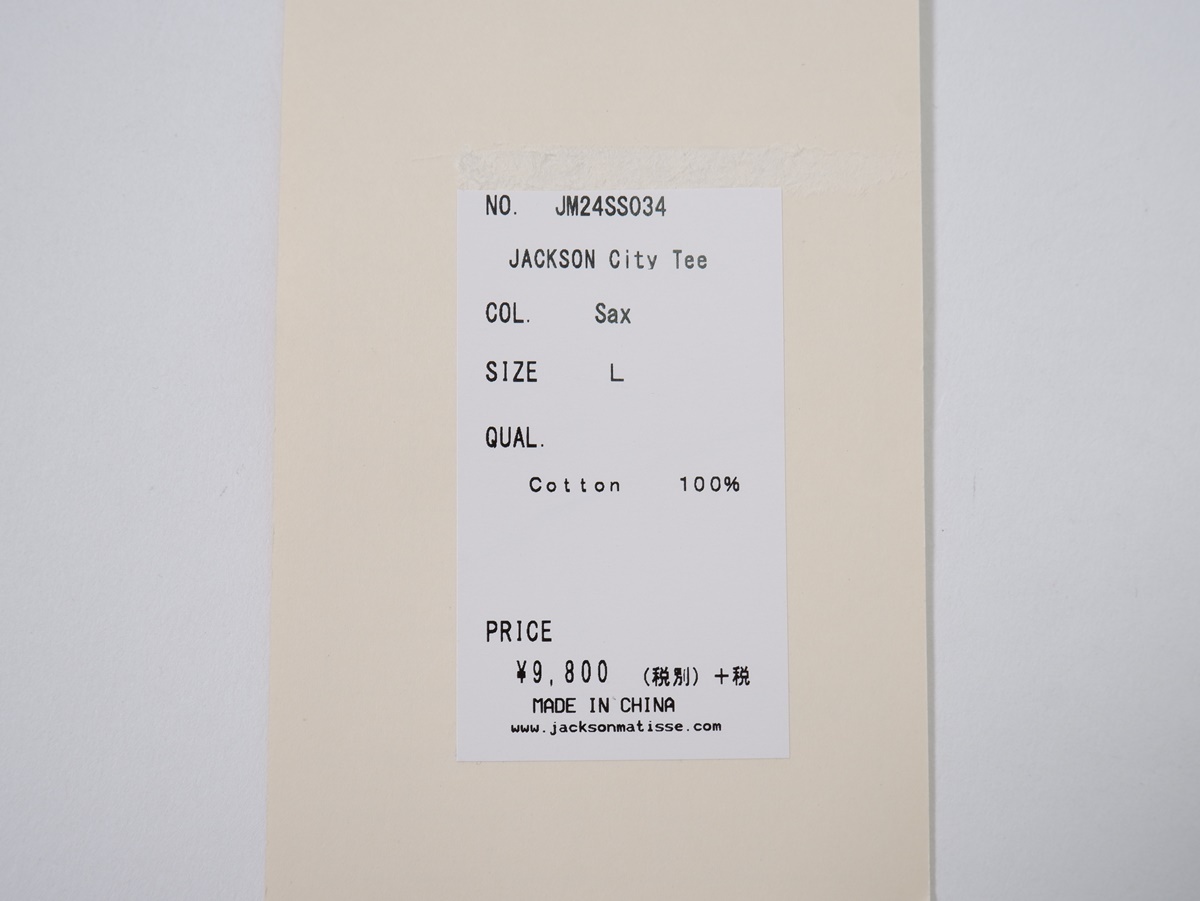 NO. JM24SS034
JACKSON City Tee
COL. Sax
SIZE L
QUAL.
Cotton 100%
PRICE
¥9,800 (税別)+税
MADE IN CHINA
www.jacksonmatisse.com